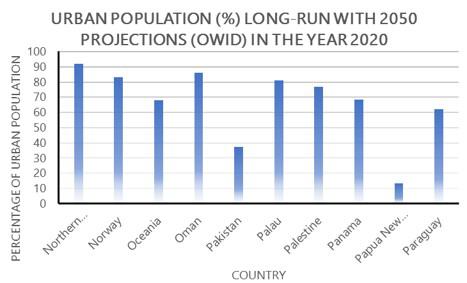 URBAN POPULATION (%) LONG-RUN WITH 2050
PROJECTIONS (OWID) IN THE YEAR 2020
PERCENTAGE OF URBAN POPULATION
100
90
80
70
60
50
40
30
20
10
0
Northern...
Norway
Oceania
Oman
Pakistan
Palau
Palestine
Panama
Papua New...
Paraguay
COUNTRY